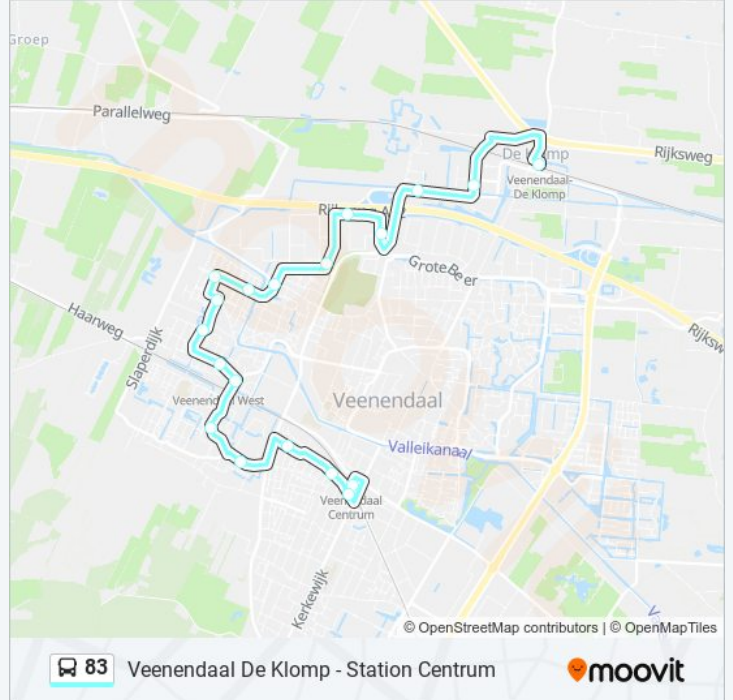 Groep
Parallelweg
De Klomp
Rijksweg
Veenendaal-
De Klomp
Grote Beer
Haarweg
Slaperdijk
Veenendaal West
Veenendaal
Valleikanaal
Veenendaal
Centrum
Kerkewijk
© OpenStreetMap contributors | © OpenMapTiles
83
Veenendaal De Klomp - Station Centrum
moovit